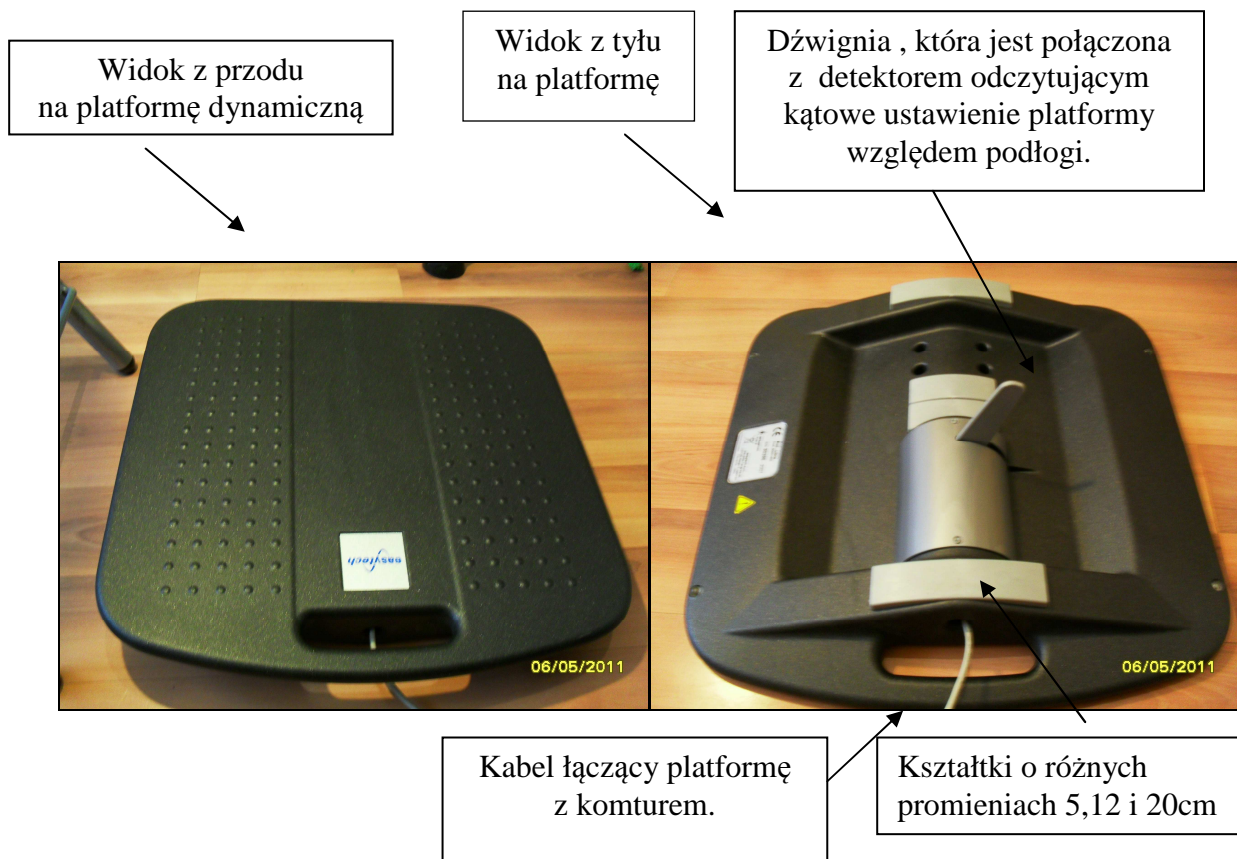 Widok z przodu
na platformę dynamiczną
Widok z tyłu
na platformę
Dźwignia , która jest połączona
z detektorem odczytującym
kątowe ustawienie platformy
względem podłogi.
easytech
06/05/2011
06/05/2011
Kabel łączący platformę
z komturem.
Kształtki o różnych
promieniach 5,12 i 20cm